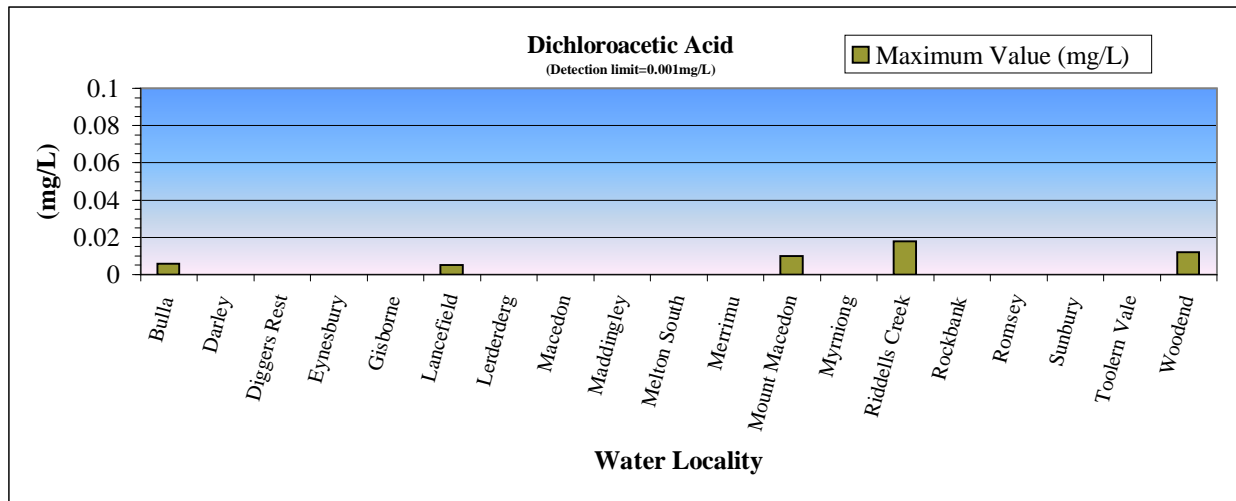 Dichloroacetic Acid
(Detection limit=0.001mg/L)
Maximum Value (mg/L)
0.1
0.08
0.06
0.04
0.02
0
(mg/L)
Bulla
Darley
Diggers Rest
Eynesbury
Gisborne
Lancefield
Lerderderg
Macedon
Maddingley
Melton South
Merrimu
Mount Macedon
Myrniong
Riddells Creek
Rockbank
Romsey
Sunbury
Toolern Vale
Woodend
Water Locality